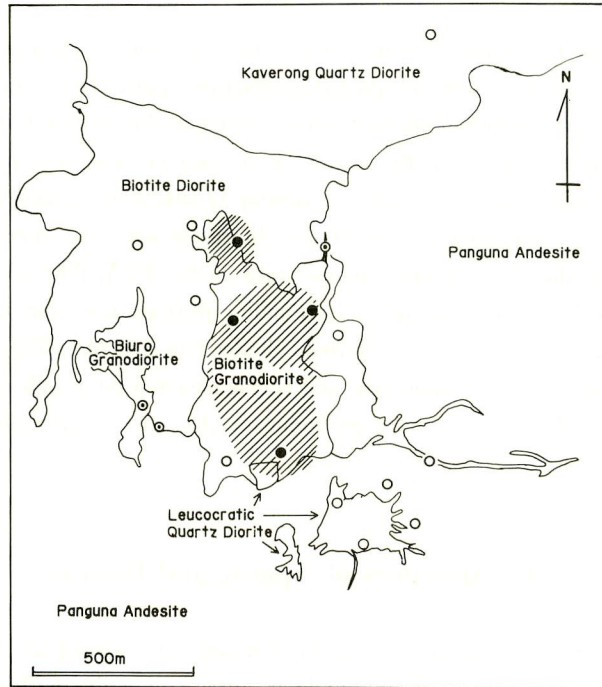 Kaverong Quartz Diorite
N
Biotite Diorite
Panguna Andesite
Biuro
Granodiorite
Biotite
Granodiorite
Leucocratic
Quartz Diorite
Panguna Andesite
500m